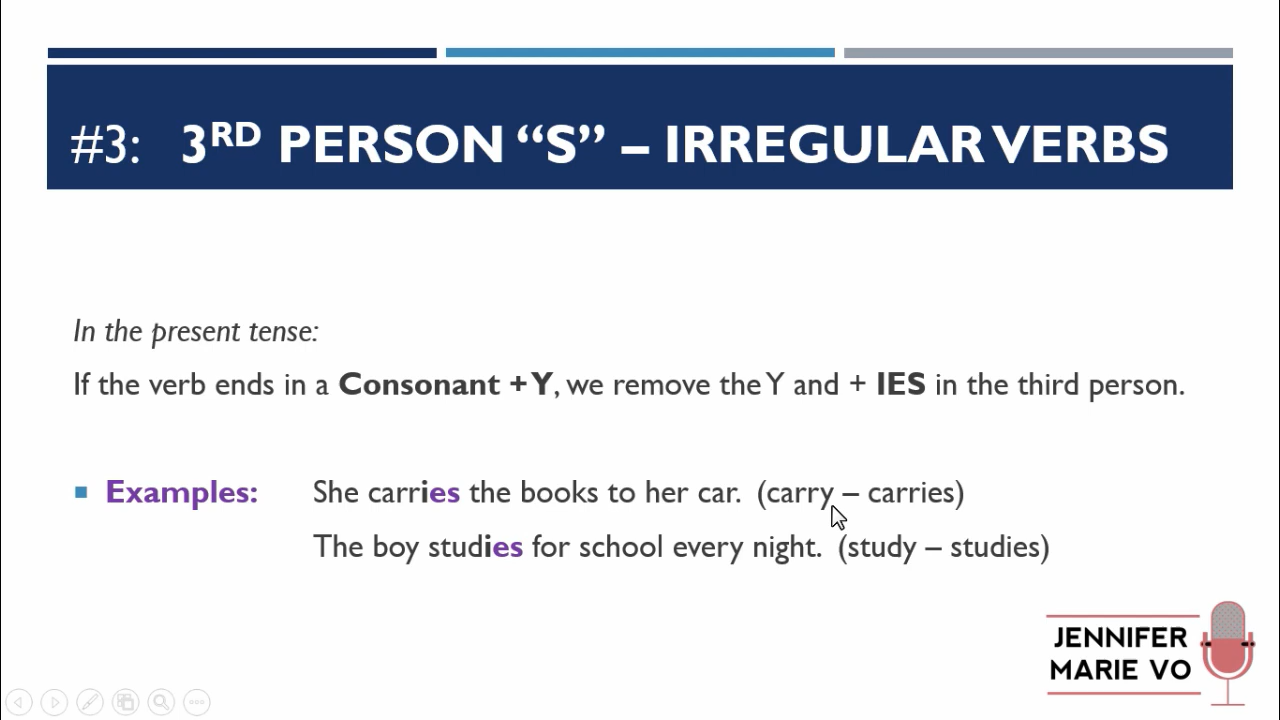 #3: 3RD PERSON “S” – IRREGULAR VERBS
In the present tense:
If the verb ends in a Consonant + Y, we remove the Y and + IES in the third person.
Examples: She carries the books to her car. (carry – carries)
The boy studies for school every night. (study – studies)
JENNIFER
MARIE VO